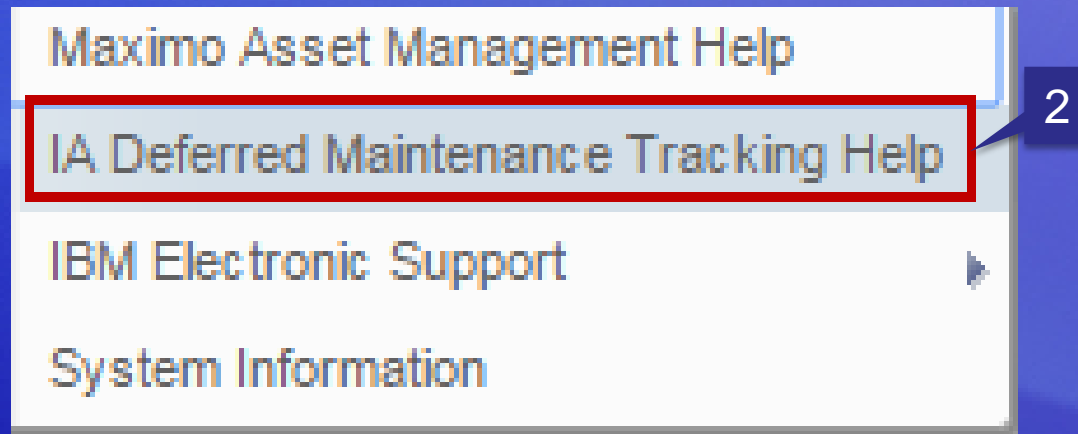 Maximo Asset Management Help
IA Deferred Maintenance Tracking Help
2
IBM Electronic Support
System Information